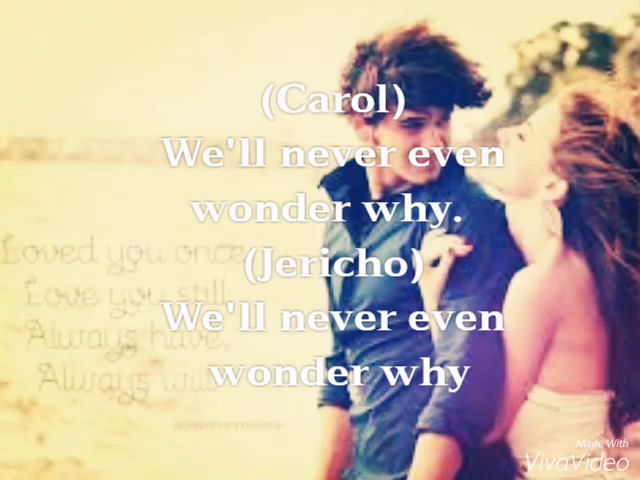 (Carol)
We'll never even
wonder why.
(Jericho)
We'll never even
wonder why
Loved you once
Love you still
Always have,
Always will
Made With
VivaVideo